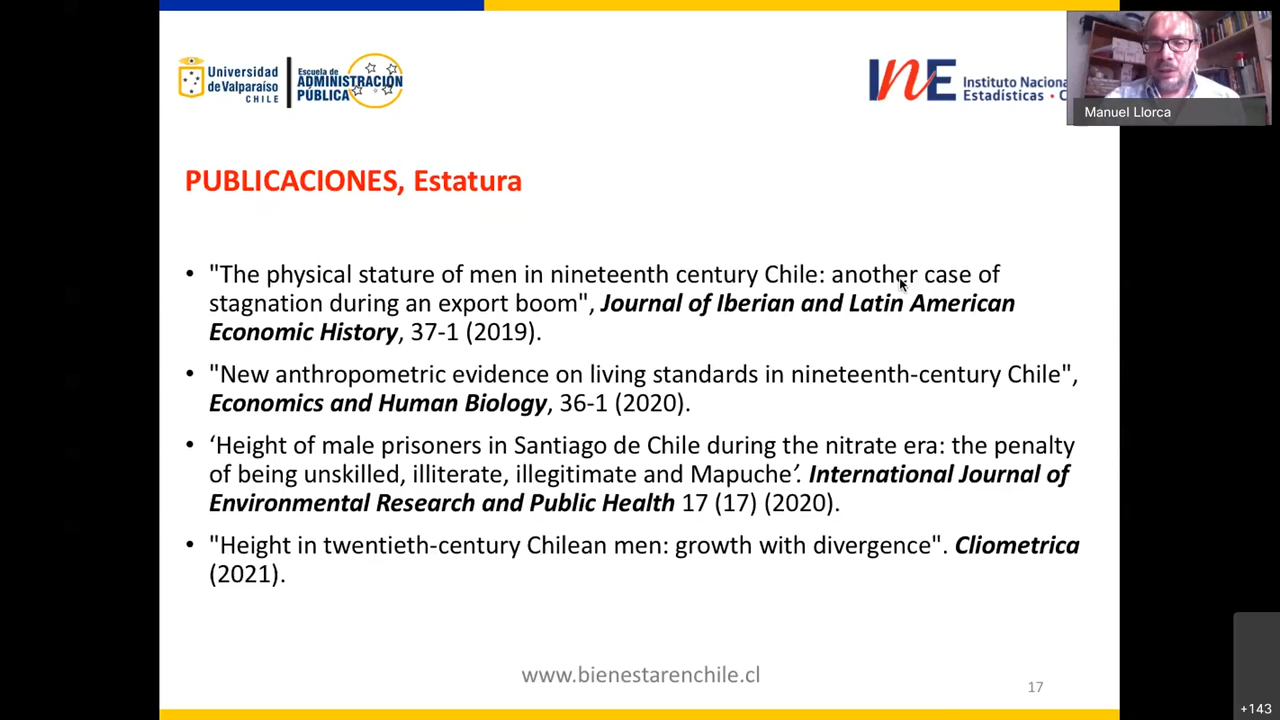 Universidad
de Valparaíso
CHILE
Escuela de
ADMINISTRACIÓN
PÚBLICA
INE
Instituto Naciona
Estadísticas • C
Manuel Llorca
PUBLICACIONES, Estatura
• "The physical stature of men in nineteenth century Chile: another case of
stagnation during an export boom", Journal of Iberian and Latin American
Economic History, 37-1 (2019).
• "New anthropometric evidence on living standards in nineteenth-century Chile",
Economics and Human Biology, 36-1 (2020).
• ‘Height of male prisoners in Santiago de Chile during the nitrate era: the penalty
of being unskilled, illiterate, illegitimate and Mapuche’. International Journal of
Environmental Research and Public Health 17 (17) (2020).
• "Height in twentieth-century Chilean men: growth with divergence". Cliometrica
(2021).
www.bienestarenchile.cl
17
+143